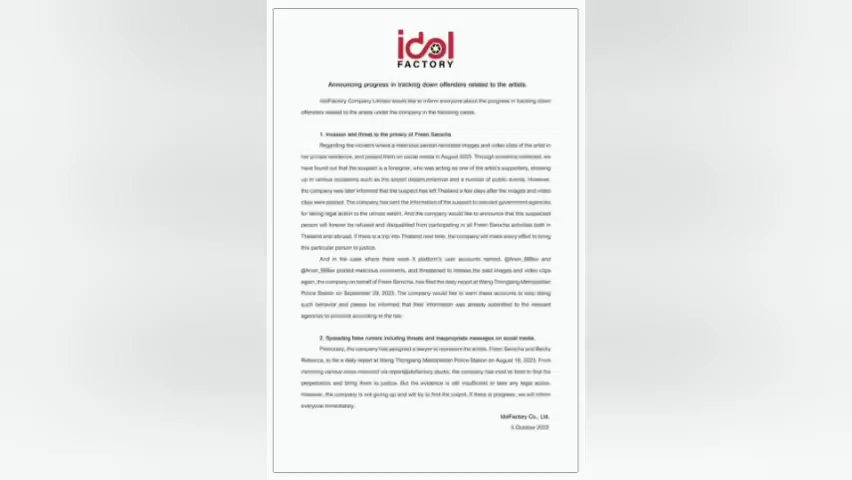 idol
FACTORY
Announcing progress in tracking down offenders related to the artists.
IdolFactory Company Limited would like to inform everyone about the progress in tracking down
offenders related to the artists under the company in the following cases.
1. Invasion and threat to the privacy of Freen Sarocha
Regarding the incident where a malicious person recorded images and video clips of the artist in
her private residence, and posted them on social media in August 2023. Through evidence collected, we
have found out that the suspect is a foreigner, who was acting as one of the artist's supporters, showing
up in various occasions such as the airport and a number of public events. However,
the company was later informed that the suspect has left Thailand a few days after the images and video
clips were posted. The company has sent the information of the suspect to relevant government agencies,
for taking legal action to the utmost extent. And the company would like to announce that this suspected
person will forever be refused and disqualified from participating in all Freen Sarocha activities both in
Thailand and abroad. If there is a trip into Thailand next time, the company will make every effort to bring
this particular person to justice.
And in the case where there were X platform's user accounts named, and
posted malicious comments, and threatened to release the said images and video clips
again, the company on behalf of Freen Sarocha, has filed the daily report at Wang Thonglang Metropolitan
Police Station on September 2023. The company would like to warn these accounts to stop doing
such behavior and please be informed that their information was already submitted to the relevant
agencies to proceed according to the law.
2. Spreading false rumors including threats and inappropriate messages on social media.
Previously, the company has assigned a lawyer to represent the artists, Freen Sarocha and Becky
Rebecca, to file a daily report at Wang Thonglang Metropolitan Police Station on August 2023. From
various received via the company has tried its best to find the
perpetrators and bring them to justice. But the evidence is still insufficient to take any legal action.
However, the company is not giving up and will try to find the culprit. If there is progress, we will inform
everyone immediately.
IdolFactory Co., Ltd.
October 2023